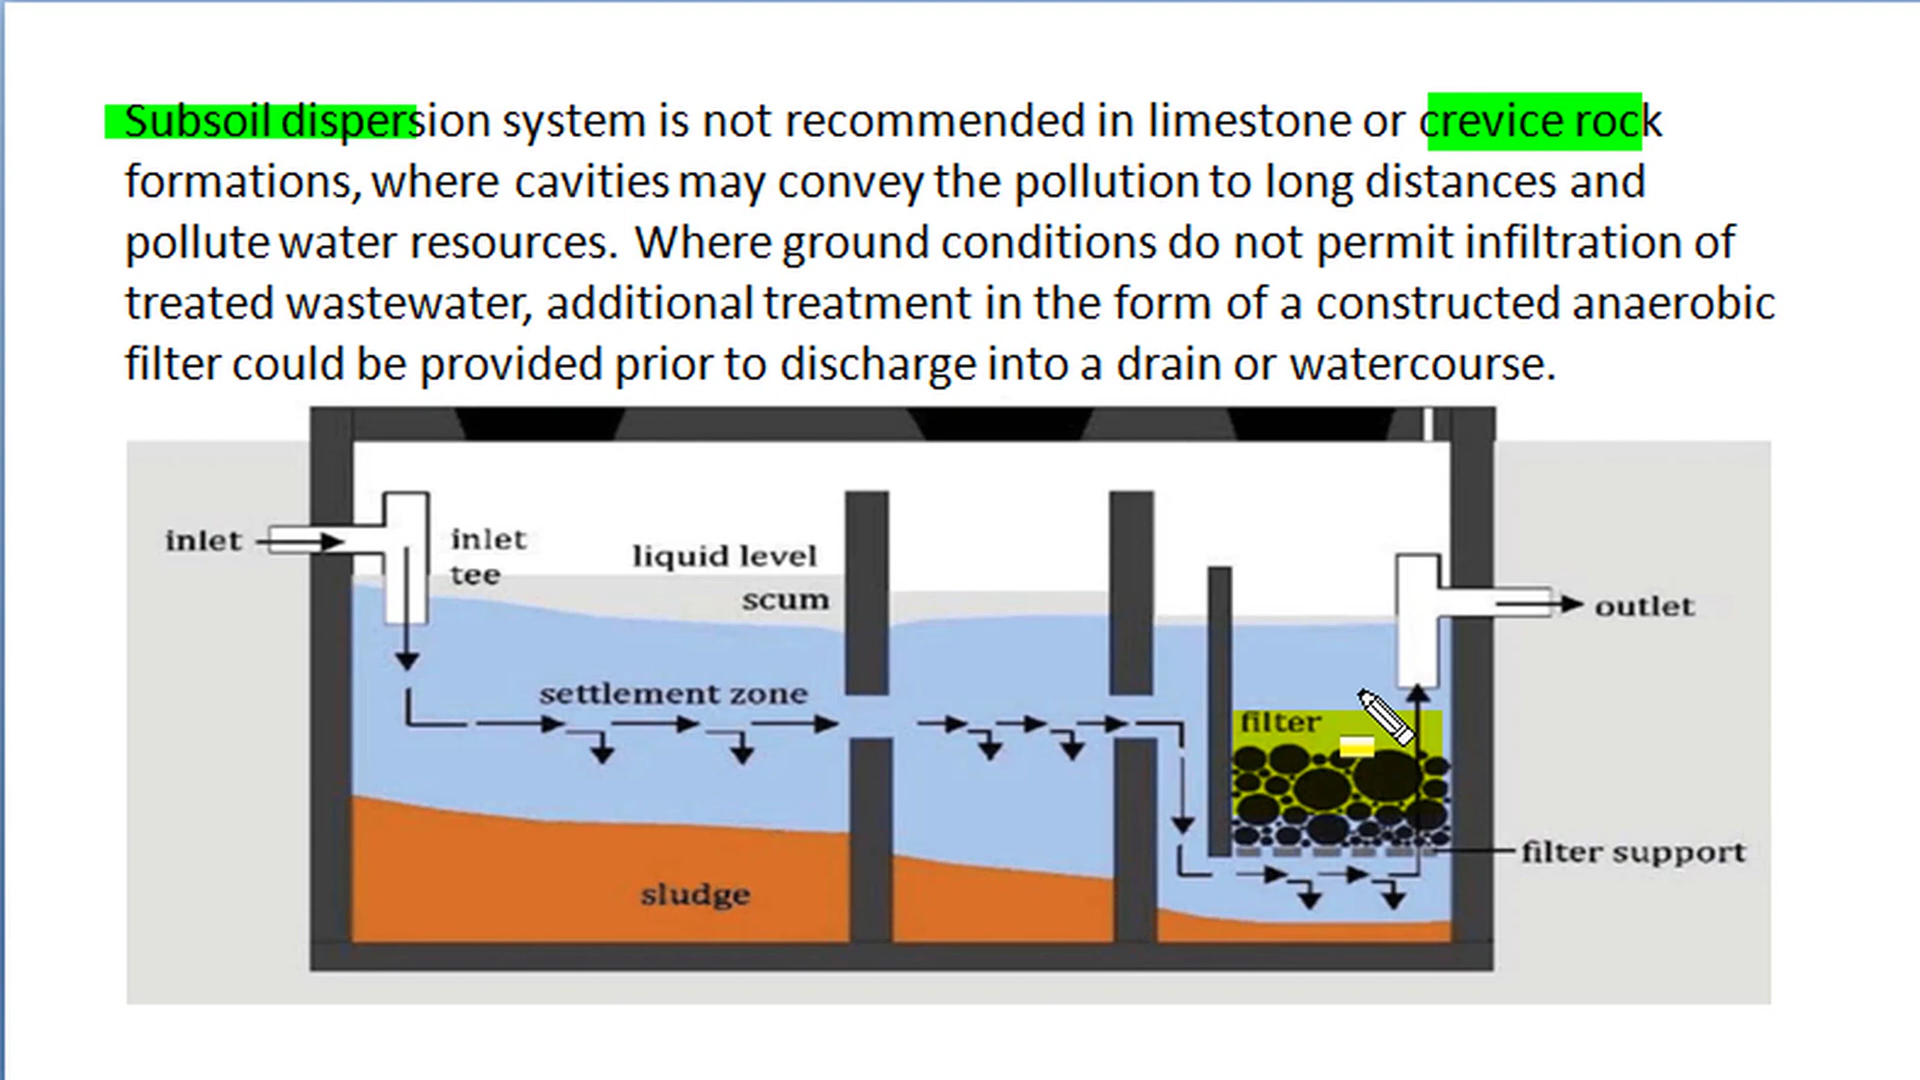 Subsoil dispersion system is not recommended in limestone or crevice rock
formations, where cavities may convey the pollution to long distances and
pollute water resources. Where ground conditions do not permit infiltration of
treated wastewater, additional treatment in the form of a constructed anaerobic
filter could be provided prior to discharge into a drain or watercourse.
inlet
inlet
tee
liquid level
scum
outlet
settlement zone
filter
filter support
sludge